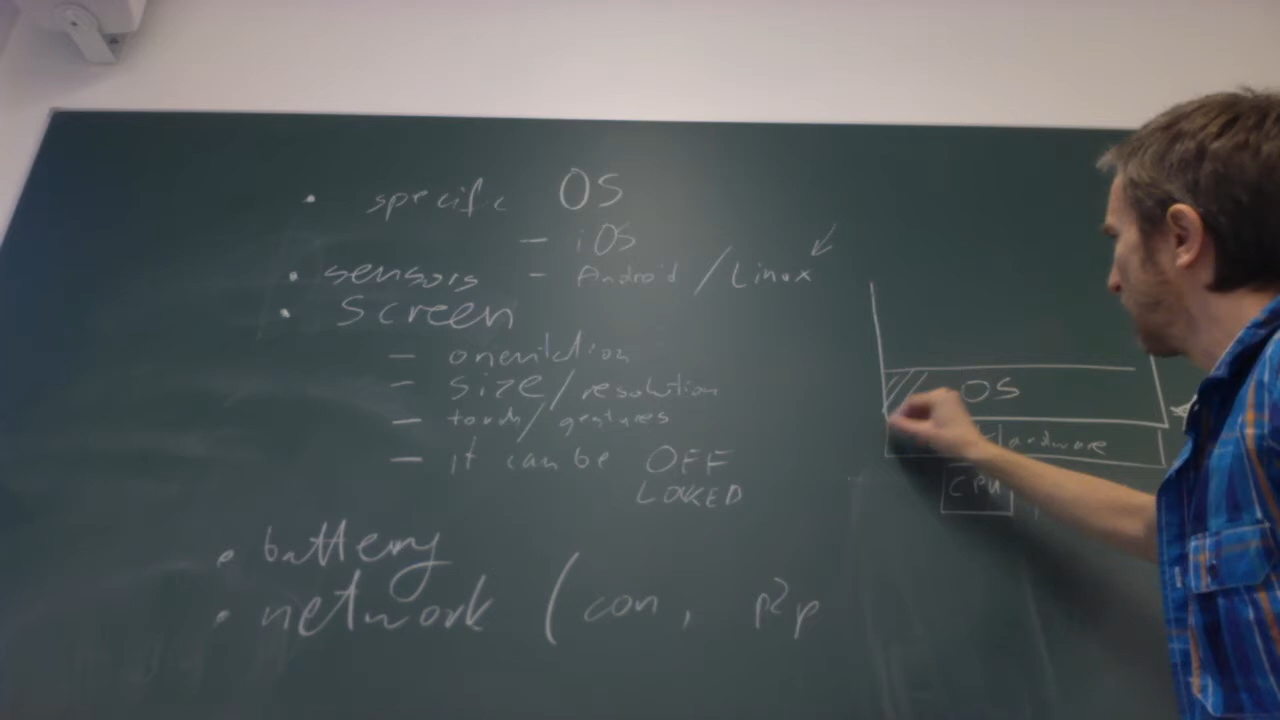 • specific OS
– iOS
• sensors – Android / Linux
• Screen
– orientation
– size/resolution
– touch/gestures
– it can be OFF
LOCKED
• battery
• network (con, p2p
OS
Hardware
CPU